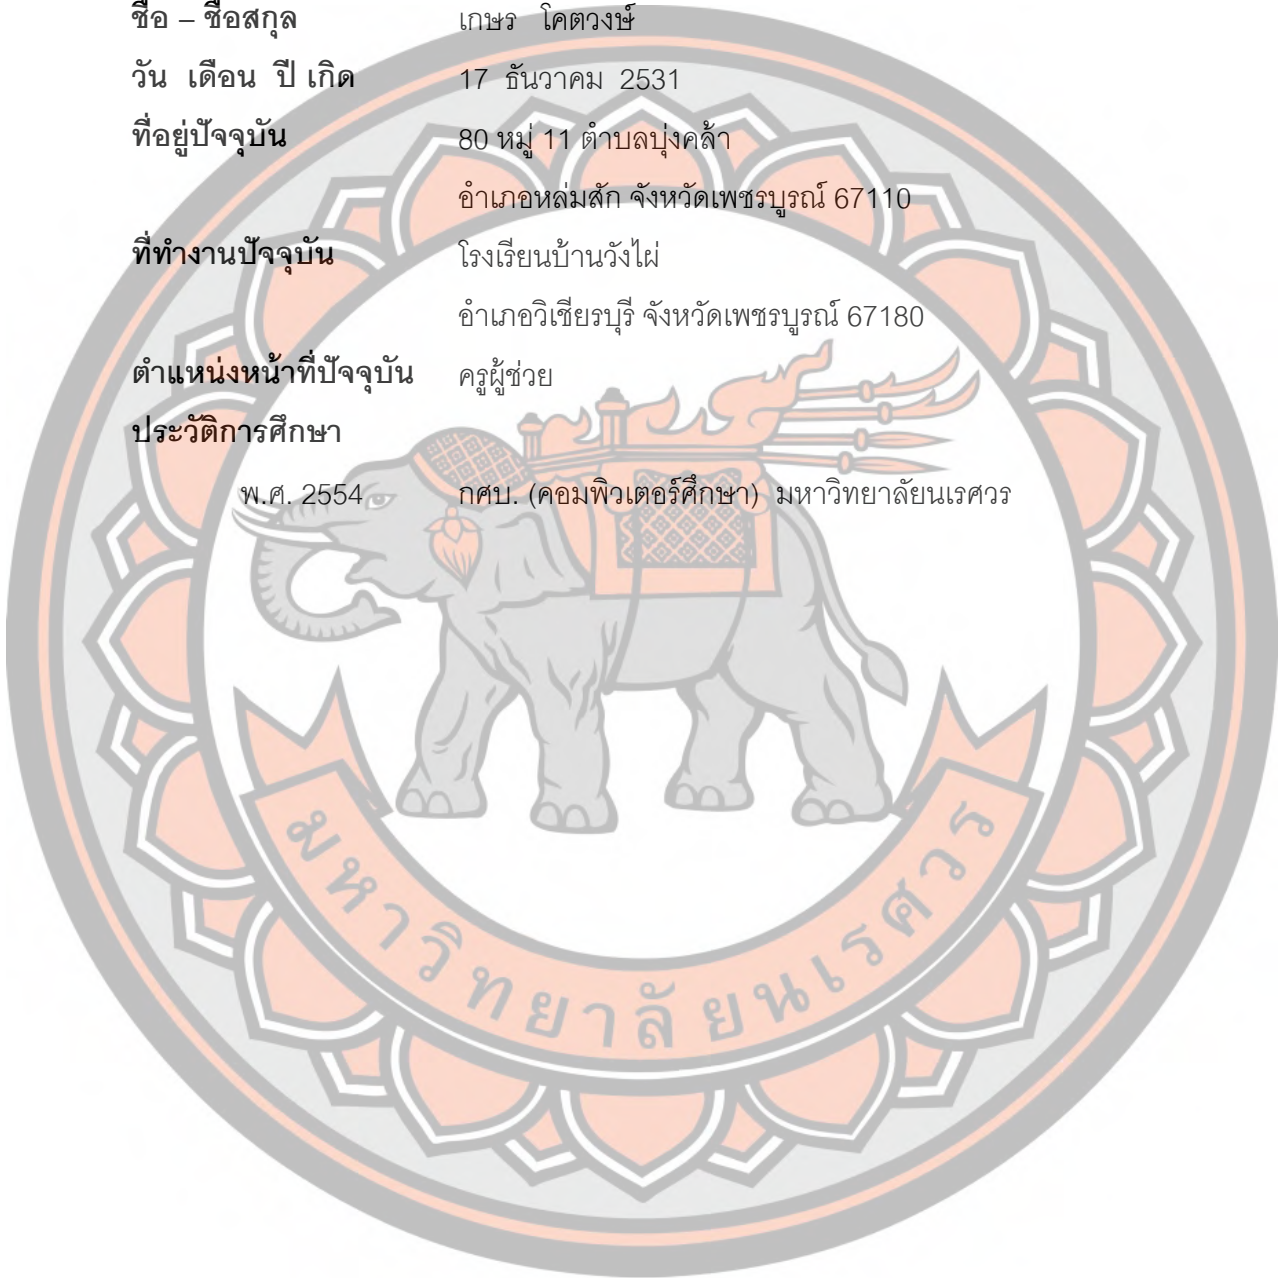 ชื่อ – ชื่อสกุล เกษร โคตวงษ์
วัน เดือน ปี เกิด 17 ธันวาคม 2531
ที่อยู่ปัจจุบัน 80 หมู่ 11 ตำบลบุ่งคล้า
อำเภอหล่มสัก จังหวัดเพชรบูรณ์ 67110
ที่ทำงานปัจจุบัน โรงเรียนบ้านวังไผ่
อำเภอวิเชียรบุรี จังหวัดเพชรบูรณ์ 67180
ตำแหน่งหน้าที่ปัจจุบัน ครูผู้ช่วย
ประวัติการศึกษา
พ.ศ. 2554 กศบ. (คอมพิวเตอร์ศึกษา) มหาวิทยาลัยนเรศวร
มหาวิทยาลัยนเรศวร